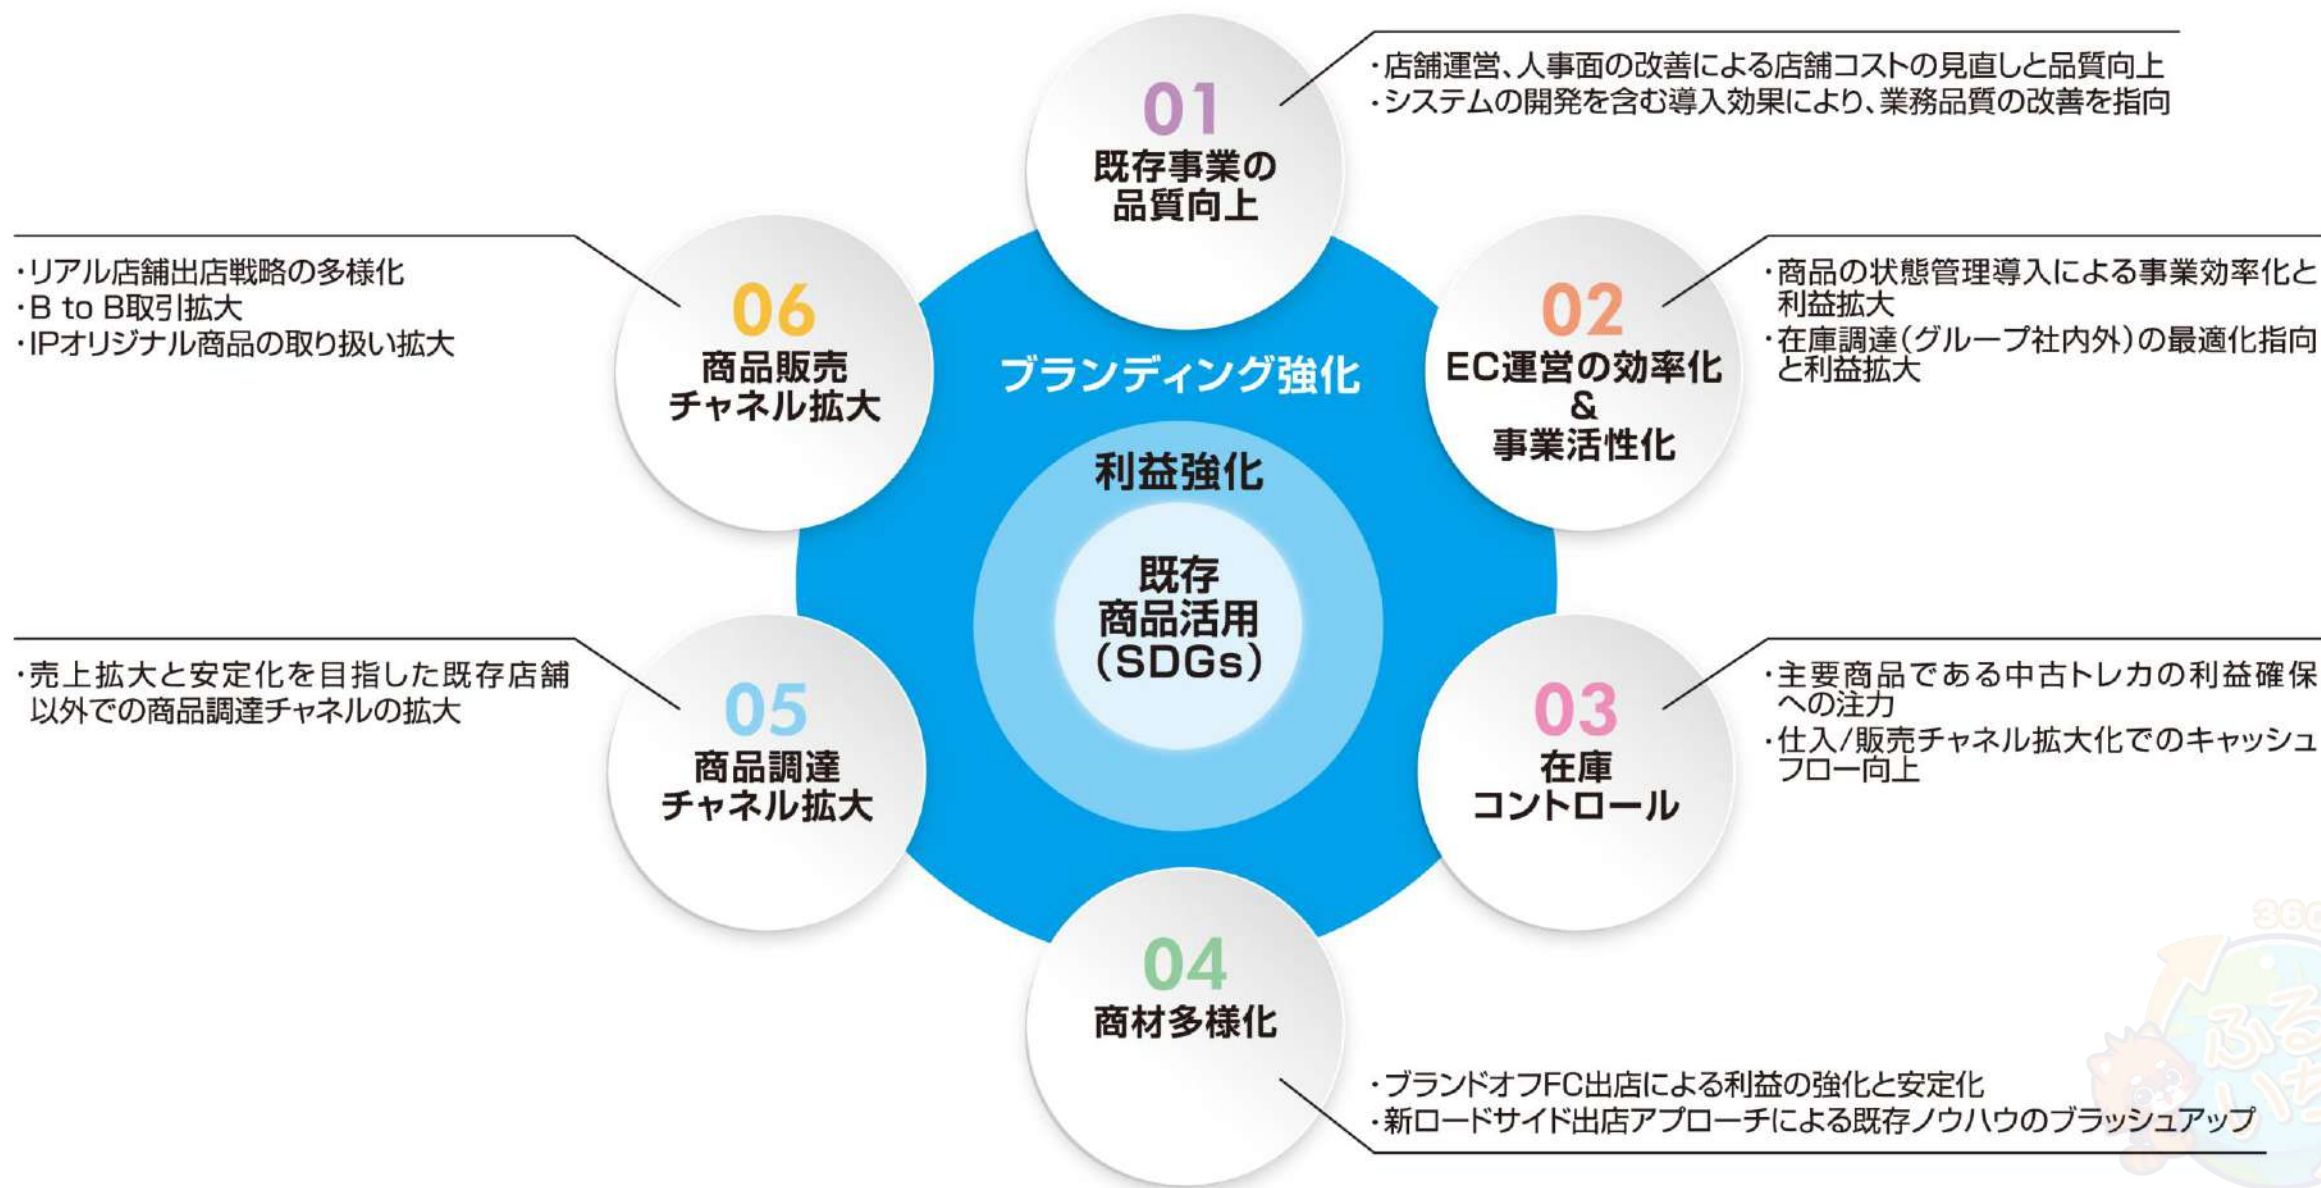 01
既存事業の
品質向上
・店舗運営、人事面の改善による店舗コストの見直しと品質向上
・システムの開発を含む導入効果により、業務品質の改善を指向
02
EC運営の効率化
&
事業活性化
・商品の状態管理導入による事業効率化と
利益拡大
・在庫調達(グループ社内外)の最適化指向
と利益拡大
03
在庫
コントロール
・主要商品である中古トレカの利益確保
への注力
・仕入/販売チャネル拡大化でのキャッシュ
フロー向上
04
商材多様化
・ブランドオフFC出店による利益の強化と安定化
・新ロードサイド出店アプローチによる既存ノウハウのブラッシュアップ
05
商品調達
チャネル拡大
・売上拡大と安定化を目指した既存店舗
以外での商品調達チャネルの拡大
06
商品販売
チャネル拡大
・リアル店舗出店戦略の多様化
・B to B取引拡大
・IPオリジナル商品の取り扱い拡大
ブランディング強化
利益強化
既存
商品活用
(SDGs)
360
ふる
いち